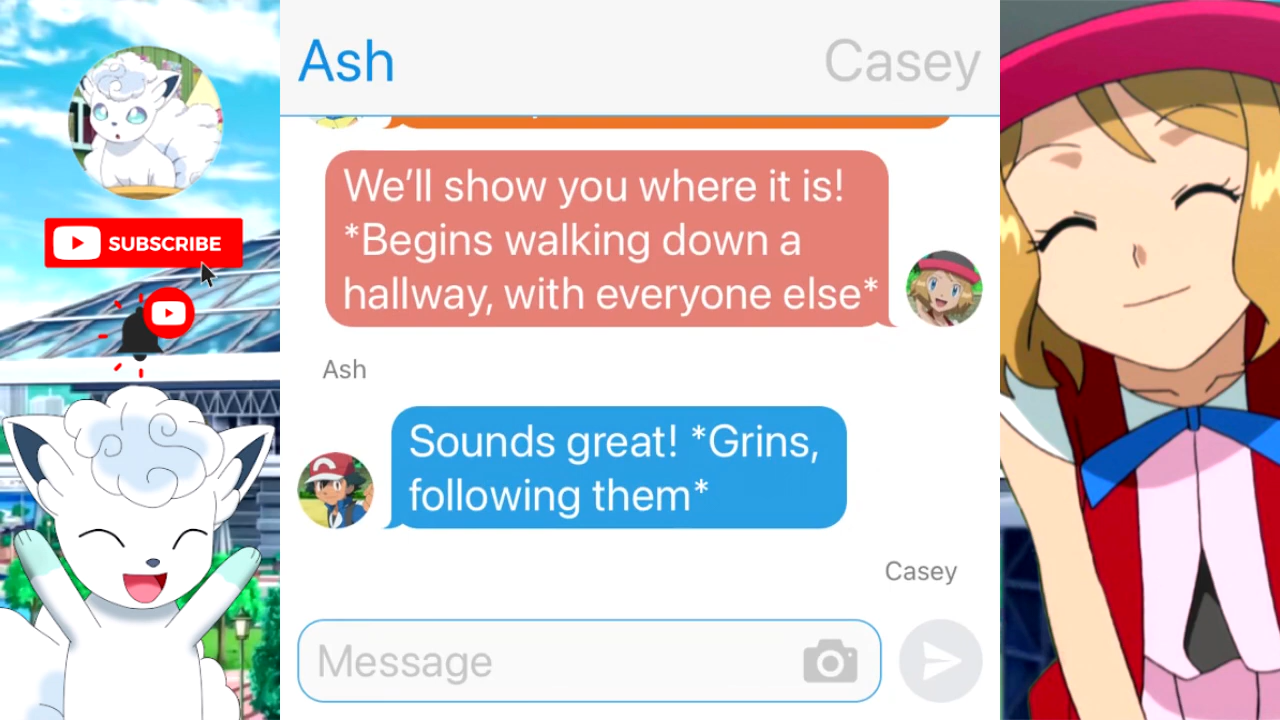 Ash
Casey
We'll show you where it is!
*Begins walking down a
hallway, with everyone else*
SUBSCRIBE
Ash
Sounds great! *Grins,
following them*
Casey
Message